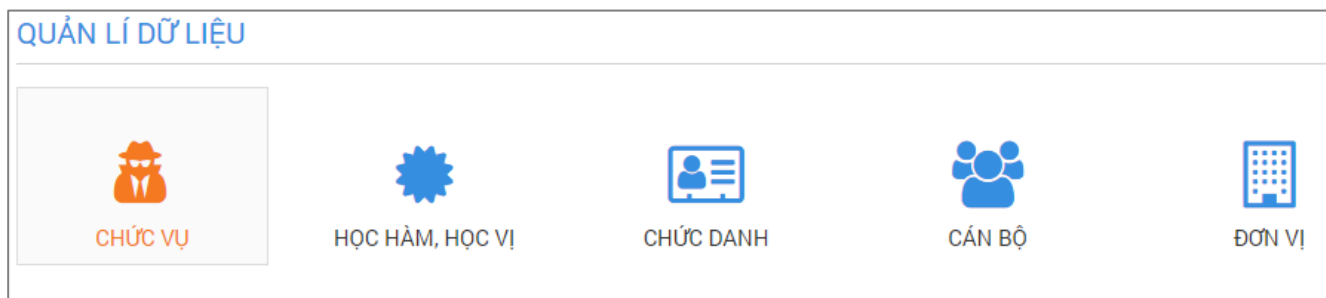 QUẢN LÍ DỮ LIỆU
CHỨC VỤ
HỌC HÀM, HỌC VỊ
CHỨC DANH
CÁN BỘ
ĐƠN VỊ